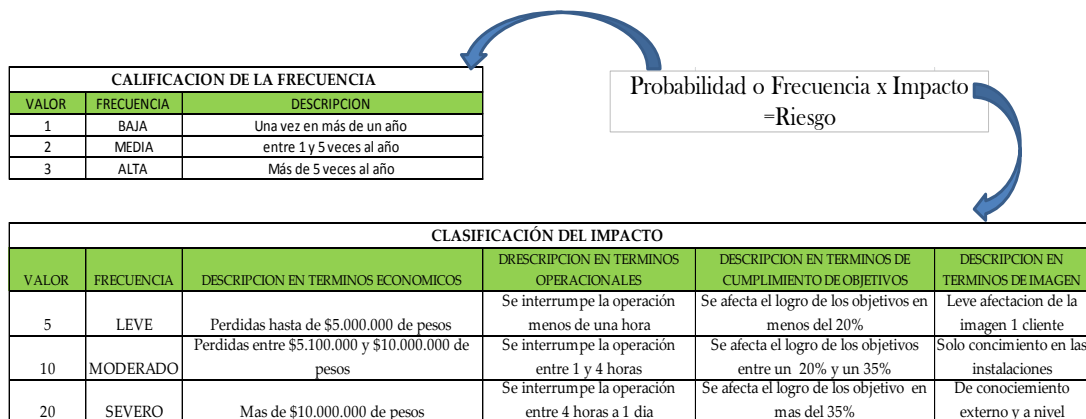 CALIFICACION DE LA FRECUENCIA
VALOR FRECUENCIA DESCRIPCION
1 BAJA Una vez en más de un año
2 MEDIA entre 1 y 5 veces al año
3 ALTA Más de 5 veces al año
Probabilidad o Frecuencia x Impacto
=Riesgo
CLASIFICACIÓN DEL IMPACTO
VALOR FRECUENCIA DESCRIPCION EN TERMINOS ECONOMICOS DRESCRIPCION EN TERMINOS OPERACIONALES DESCRIPCION EN TERMINOS DE CUMPLIMIENTO DE OBJETIVOS DESCRIPCION EN TERMINOS DE IMAGEN
5 LEVE Perdidas hasta de $5.000.000 de pesos Se interrumpe la operación menos de una hora Se afecta el logro de los objetivos en menos del 20% Leve afectacion de la imagen 1 cliente
10 MODERADO Perdidas entre $5.100.000 y $10.000.000 de pesos Se interrumpe la operación entre 1 y 4 horas Se afecta el logro de los objetivos entre un 20% y un 35% Solo concimiento en las instalaciones
20 SEVERO Mas de $10.000.000 de pesos Se interrumpe la operación entre 4 horas a 1 dia Se afecta el logro de los objetivo en mas del 35% De conociemiento externo y a nivel